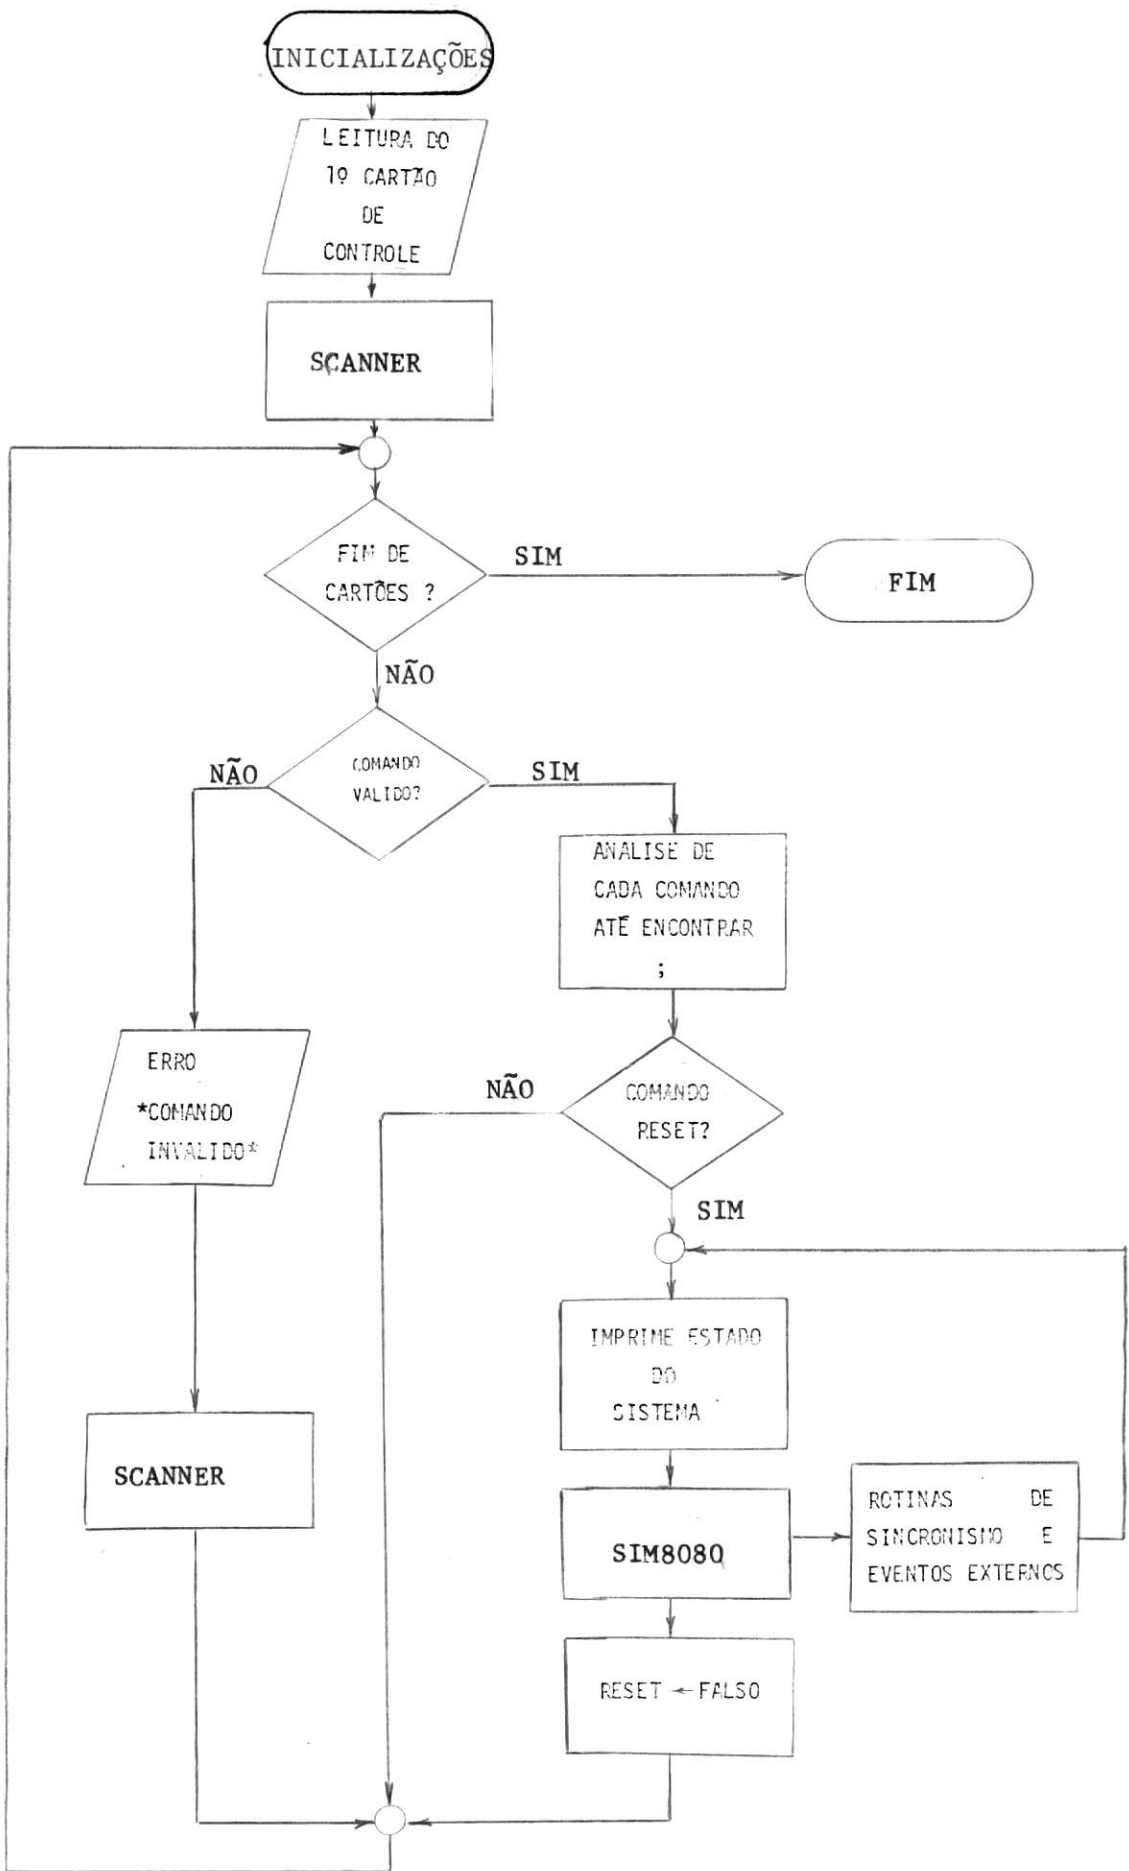 INICIALIZAÇÕES
LEITURA DO
1º CARTÃO
DE
CONTROLE
SCANNER
FIM DE
CARTÕES ?
SIM
FIM
NÃO
COMANDO
VALIDO?
NÃO
SIM
ANALISE DE
CADA COMANDO
ATÉ ENCONTRAR
;
ERRO
*COMANDO
INVALIDO*
NÃO
COMANDO
RESET?
SIM
IMPRIME ESTADO
DO
SISTEMA
SCANNER
SIM8080
ROTINAS DE
SINCRONISMO E
EVENTOS EXTERNOS
RESET ← FALSO